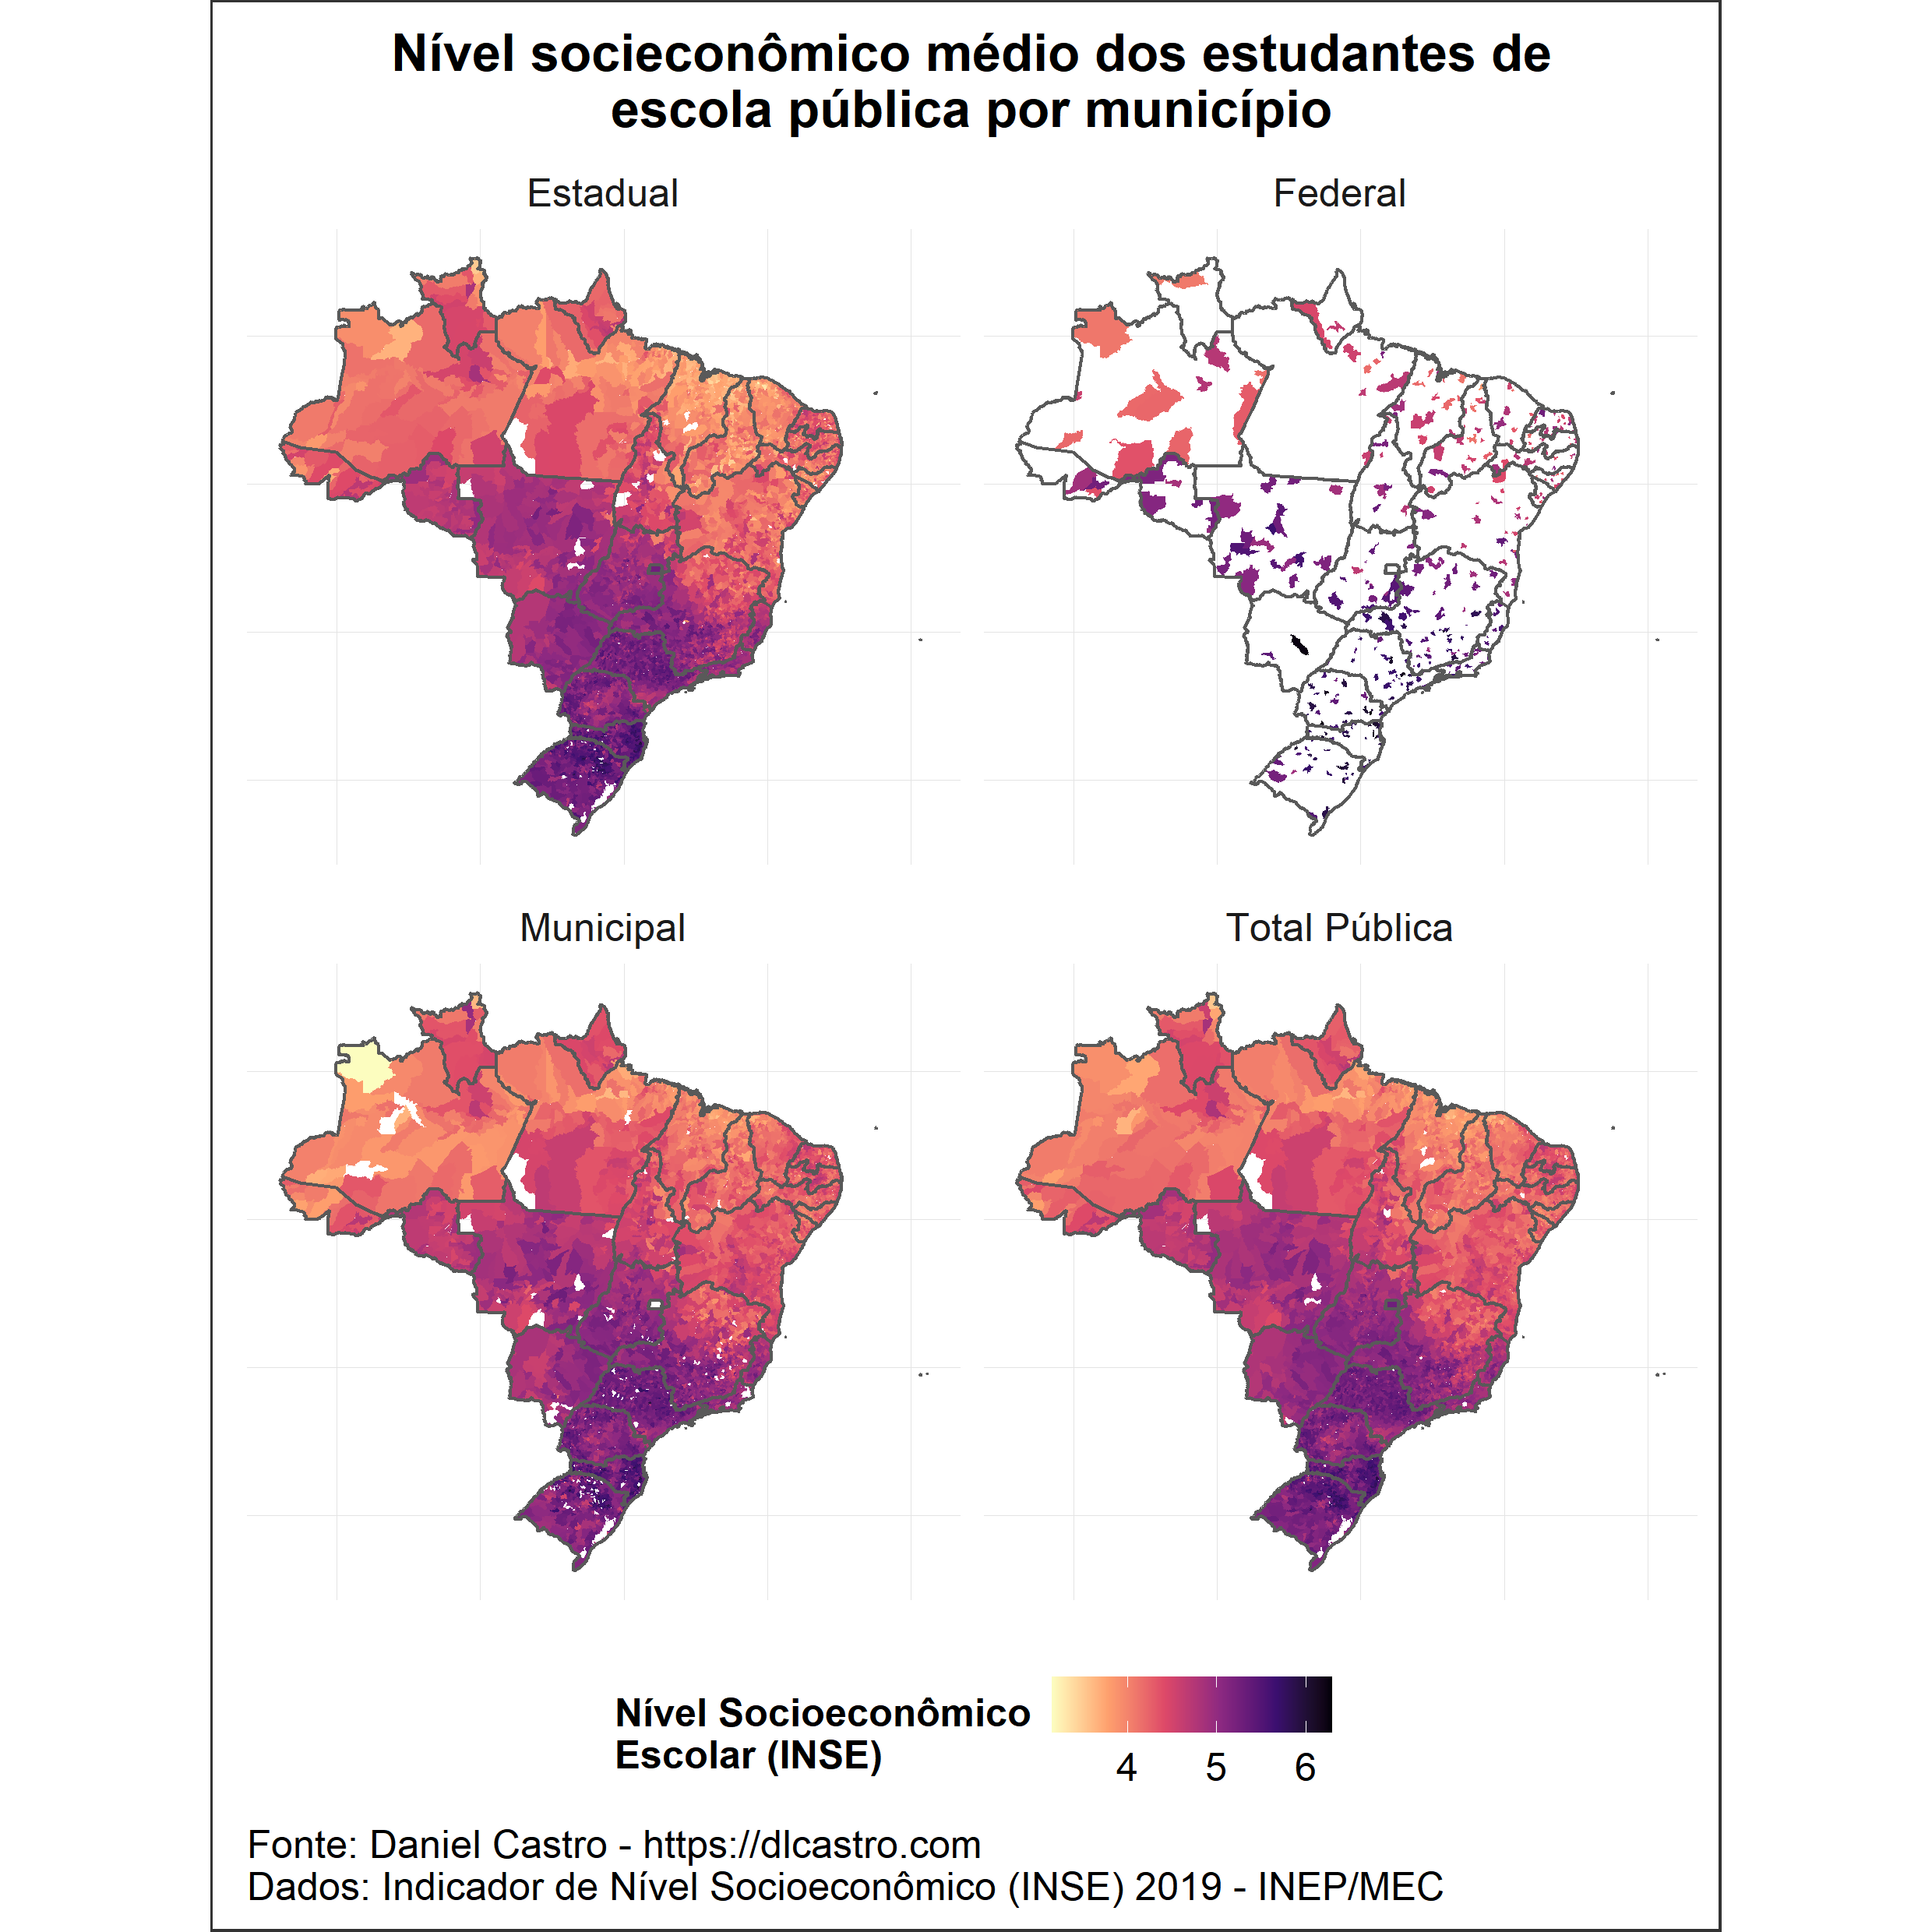 Nível socieconômico médio dos estudantes de
escola pública por município
Estadual
Federal
Municipal
Total Pública
Nível Socioeconômico
Escolar (INSE)
4 5 6
Fonte: Daniel Castro - https://dlcastro.com
Dados: Indicador de Nível Socioeconômico (INSE) 2019 - INEP/MEC